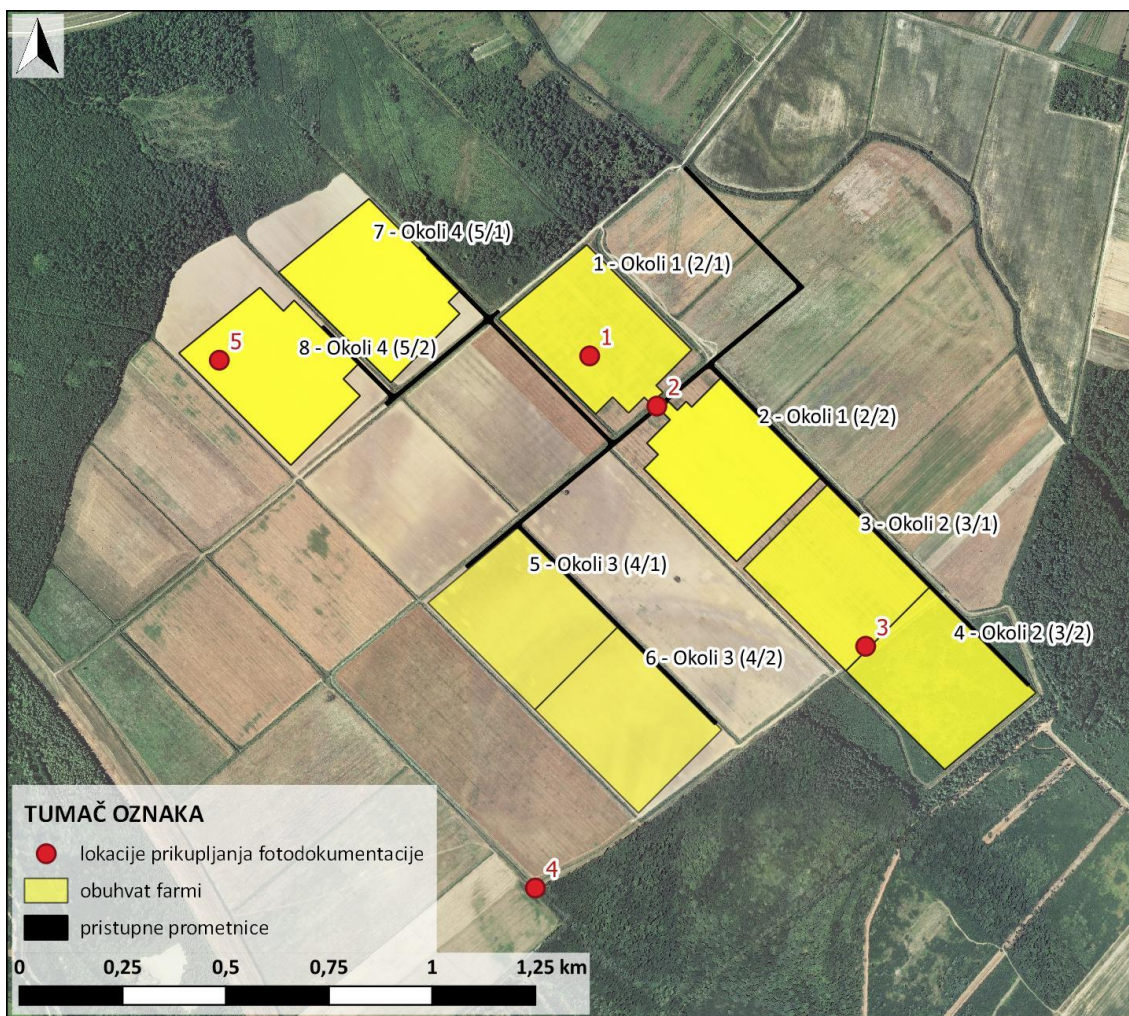 7 - Okoli 4 (5/1)
1 - Okoli 1 (2/1)
5
8 - Okoli 4 (5/2)
1
2
2 - Okoli 1 (2/2)
3 - Okoli 2 (3/1)
5 - Okoli 3 (4/1)
3
4 - Okoli 2 (3/2)
6 - Okoli 3 (4/2)
4
TUMAČ OZNAKA
lokacije prikupljanja fotodokumentacije
obuhvat farmi
pristupne prometnice
0 0,25 0,5 0,75 1 1,25 km